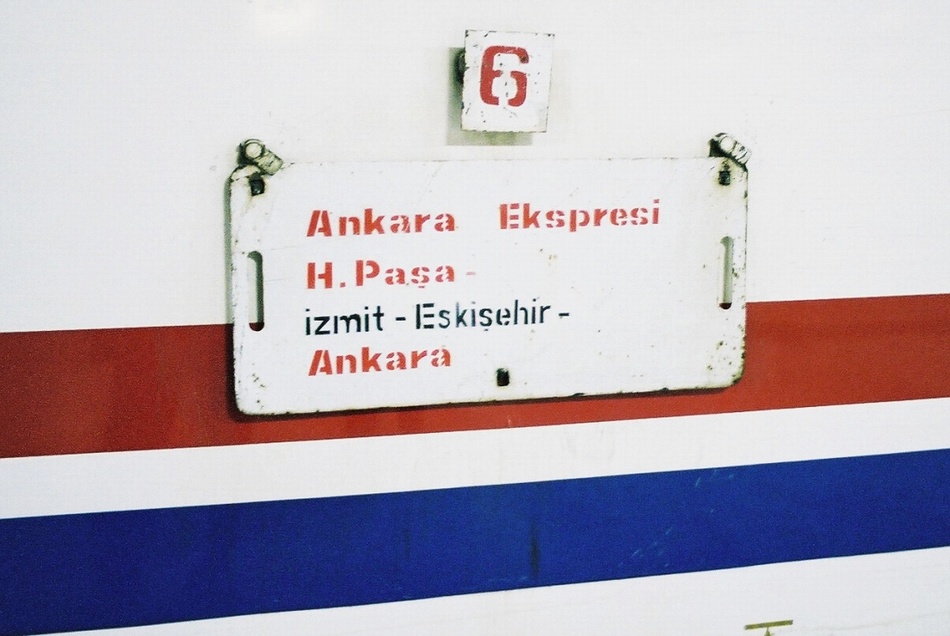 6
Ankara Ekspresi
H.Paşa-
izmit-Eskişehir-
Ankara